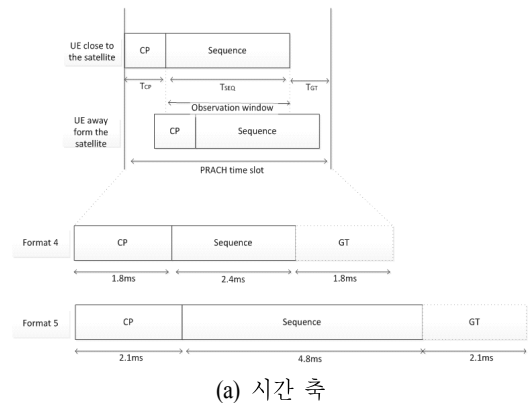 UE close to
the satellite
CP
Sequence
TCP
TSEQ
TGT
Observation window
UE away
form the
satellite
CP
Sequence
PRACH time slot
Format 4
CP
Sequence
GT
1.8ms
2.4ms
1.8ms
Format 5
CP
Sequence
GT
2.1ms
4.8ms
2.1ms
(a) 시간 축